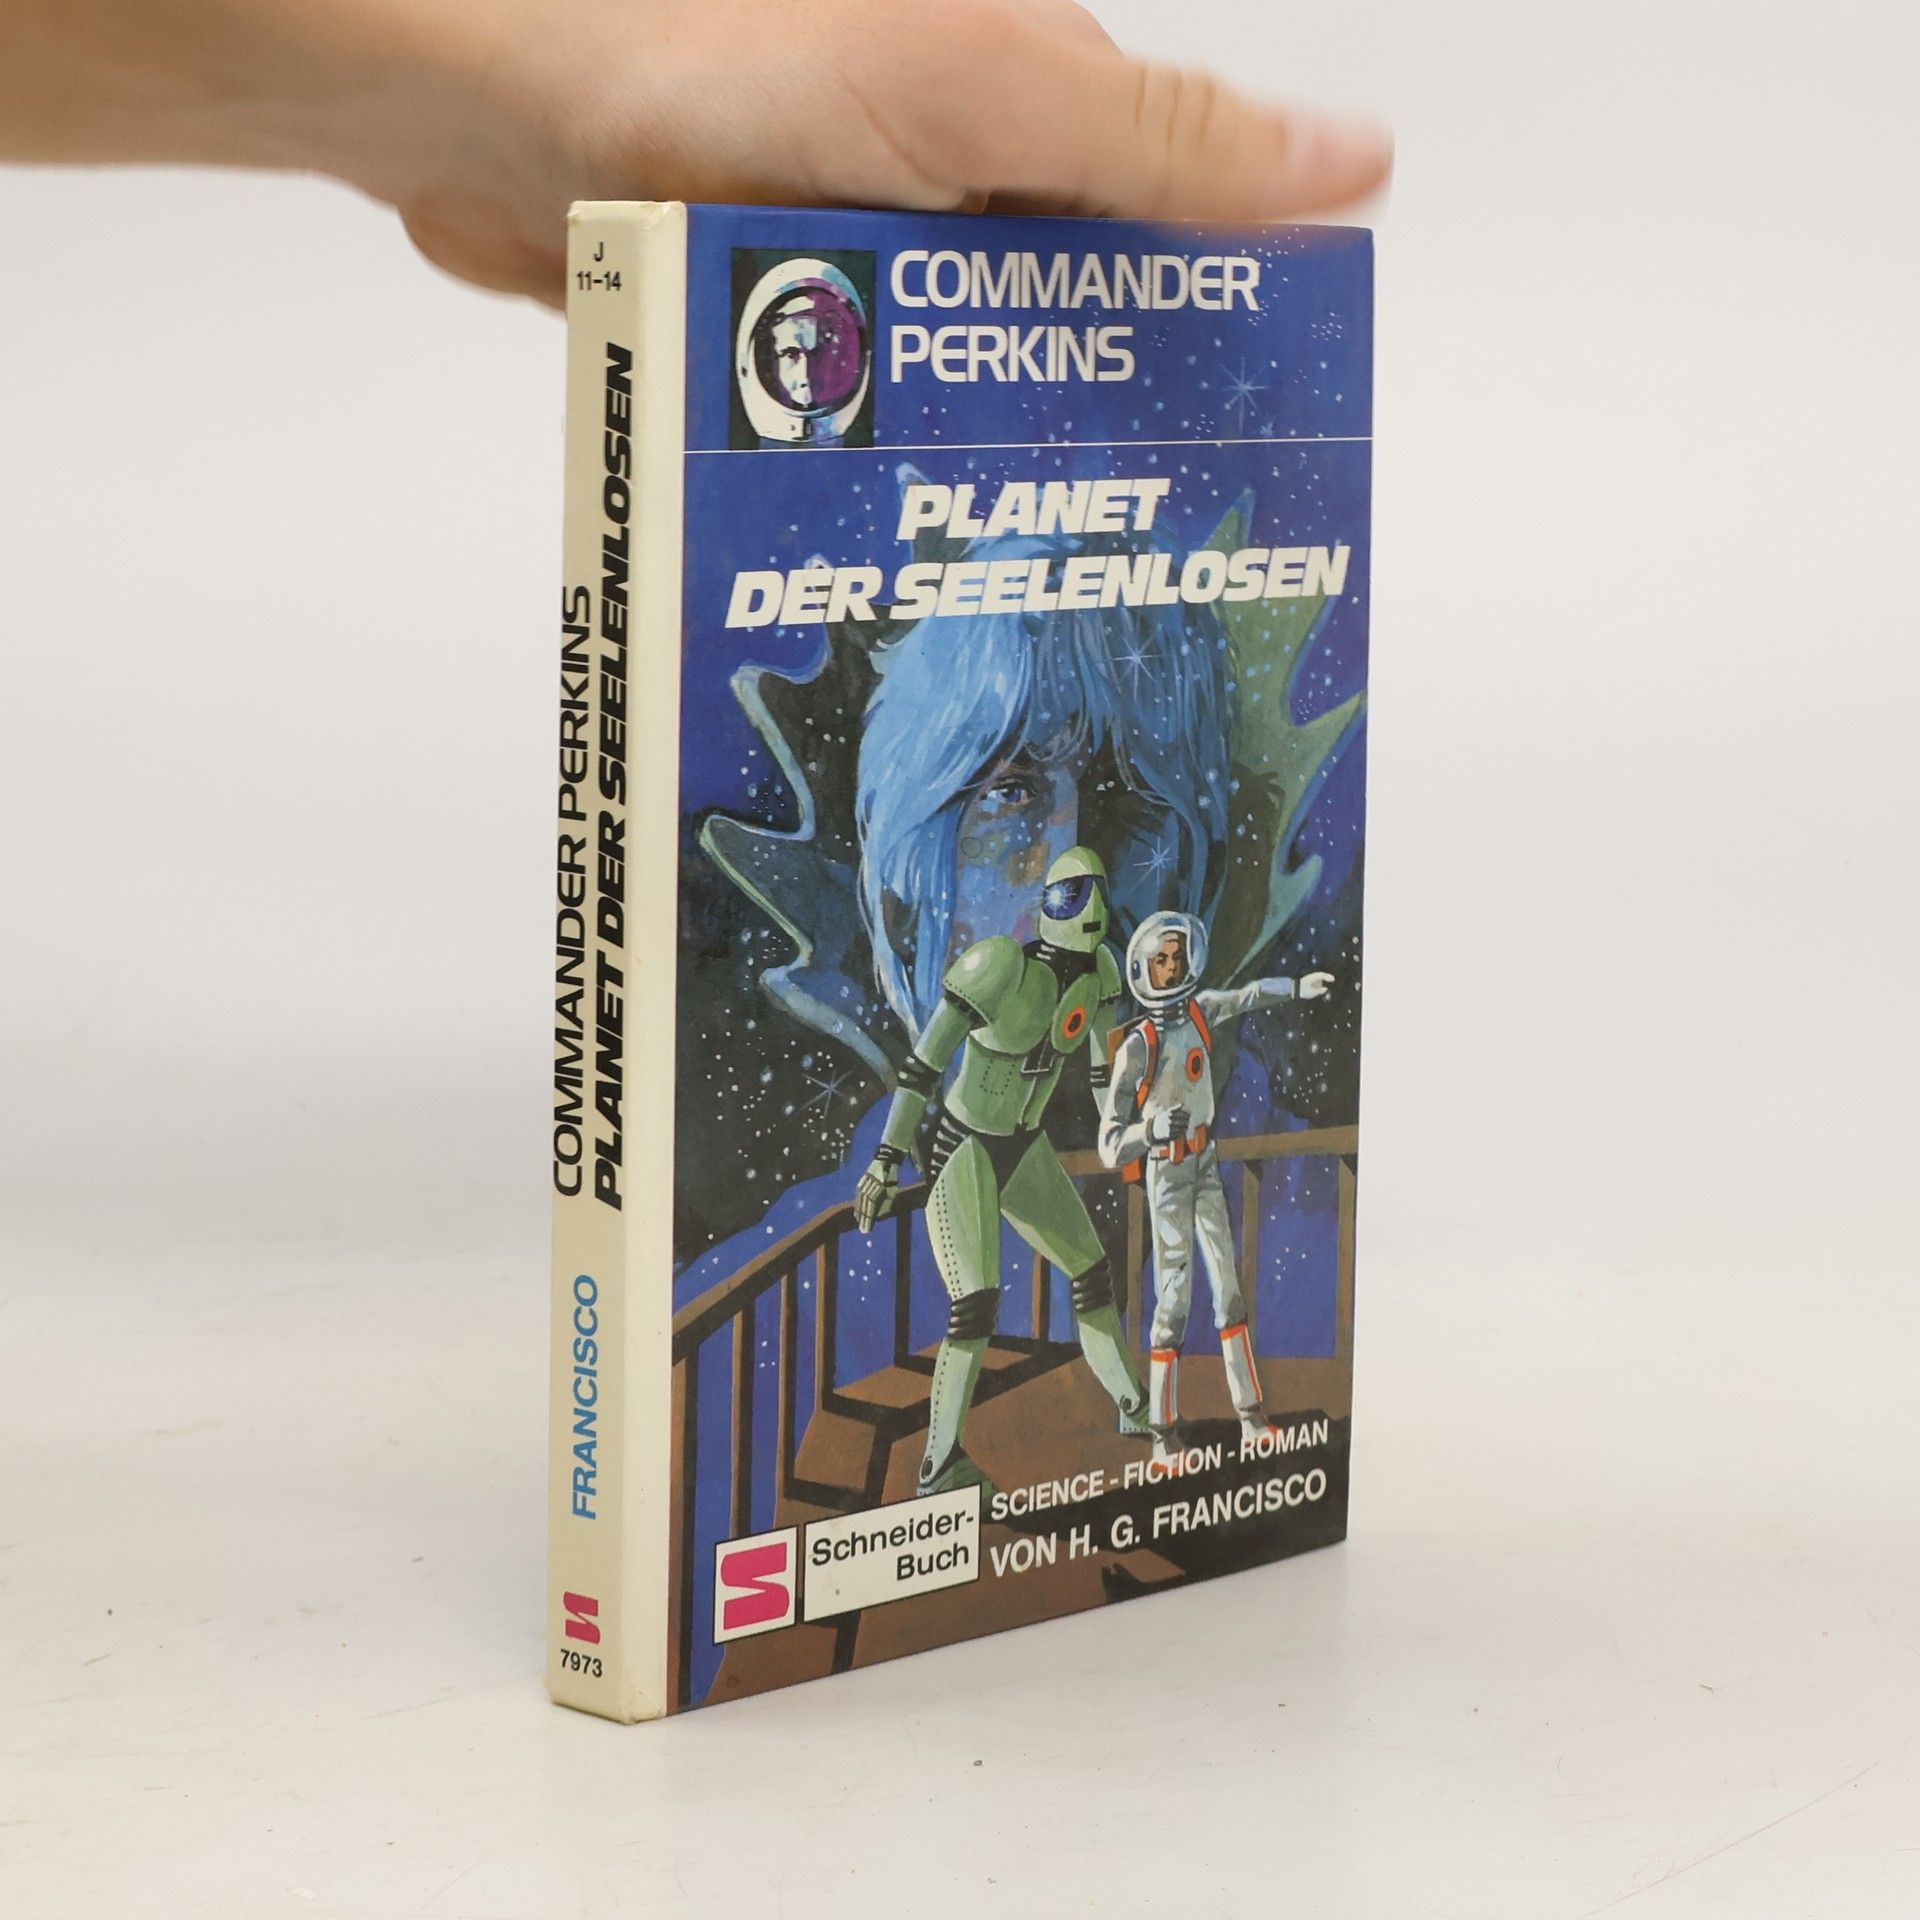 J
11-14
COMMANDER PERKINS
PLANET DER SEELENLOSEN
FRANCISCO
7973
COMMANDER
PERKINS
PLANET
DER SEELENLOSEN
SCIENCE-FICTION-ROMAN
VON H. G. FRANCISCO
Schneider-
Buch